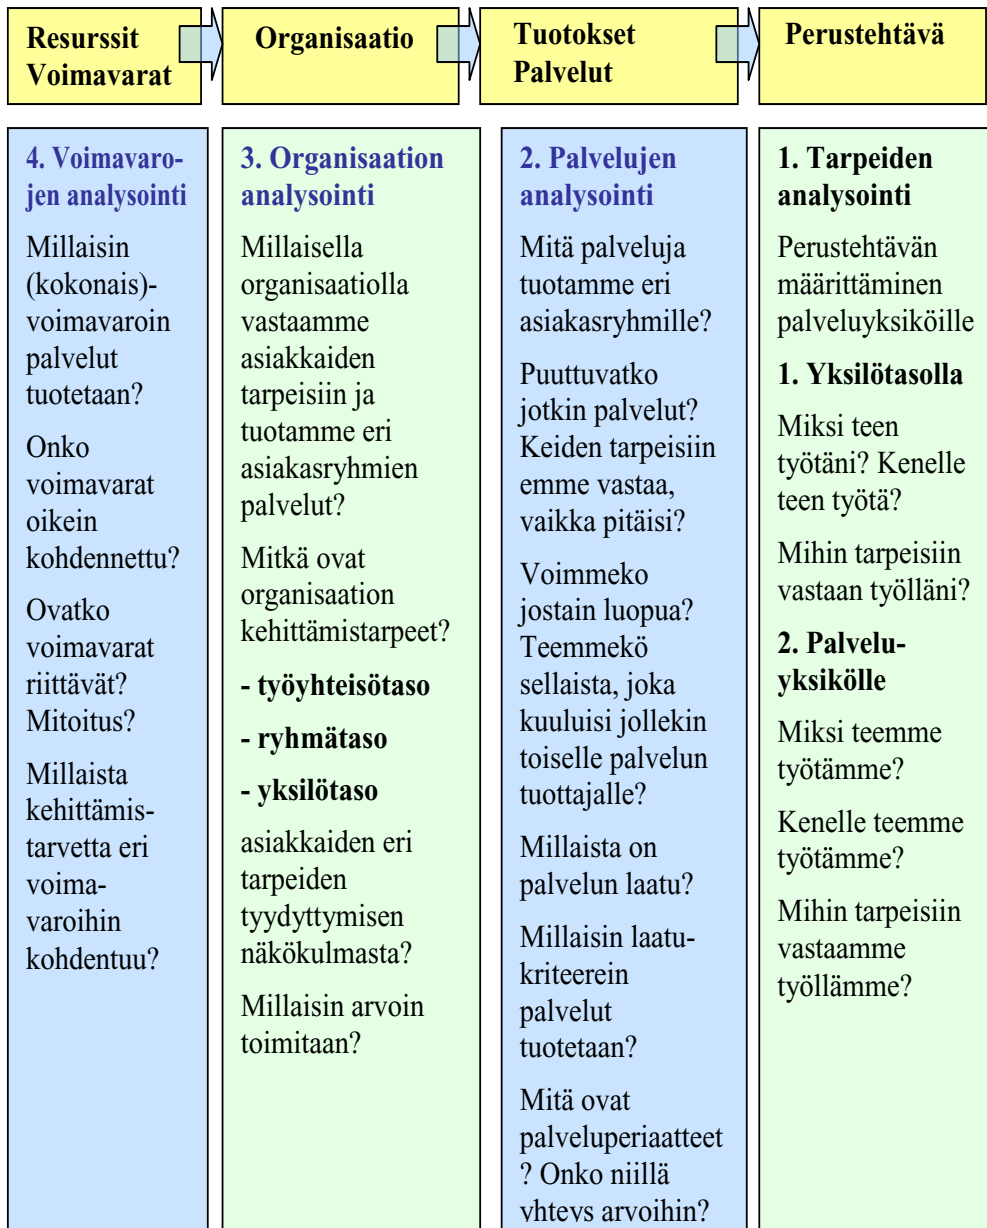 Resurssit
Voimavarat
Organisaatio
Tuotokset
Palvelut
Perustehtävä
4. Voimavaro-
jen analysointi
Millaisin
(kokonais)-
voimavaroin
palvelut
tuotetaan?
Onko
voimavarat
oikein
kohdennettu?
Ovatko
voimavarat
riittävät?
Mitoitus?
Millaista
kehittämis-
tarvetta eri
voima-
varoihin
kohdentuu?
3. Organisaation
analysointi
Millaisella
organisaatiolla
vastaamme
asiakkaiden
tarpeisiin ja
tuotamme eri
asiakasryhmien
palvelut?
Mitkä ovat
organisaation
kehittämistarpeet?
- työyhteisötaso
- ryhmätaso
- yksilötaso
asiakkaiden eri
tarpeiden
tyydyttymisen
näkökulmasta?
Millaisin arvoin
toimitaan?
2. Palvelujen
analysointi
Mitä palveluja
tuotamme eri
asiakasryhmille?
Puuttuvatko
jotkin palvelut?
Keiden tarpeisiin
emme vastaa,
vaikka pitäisi?
Voimmeko
jostain luopua?
Teemmekö
sellaista, joka
kuuluisi jollekin
toiselle palvelun
tuottajalle?
Millaista on
palvelun laatu?
Millaisin laatu-
kriteerein
palvelut
tuotetaan?
Mitä ovat
palveluperiaatteet
? Onko niillä
yhteys arvoihin?
1. Tarpeiden
analysointi
Perustehtävän
määrittäminen
palveluyksiköille
1. Yksilötasolla
Miksi teen
työtäni? Kenelle
teen työtä?
Mihin tarpeisiin
vastaan työlläni?
2. Palvelu-
yksikölle
Miksi teemme
työtämme?
Kenelle teemme
työtämme?
Mihin tarpeisiin
vastaamme
työllämme?